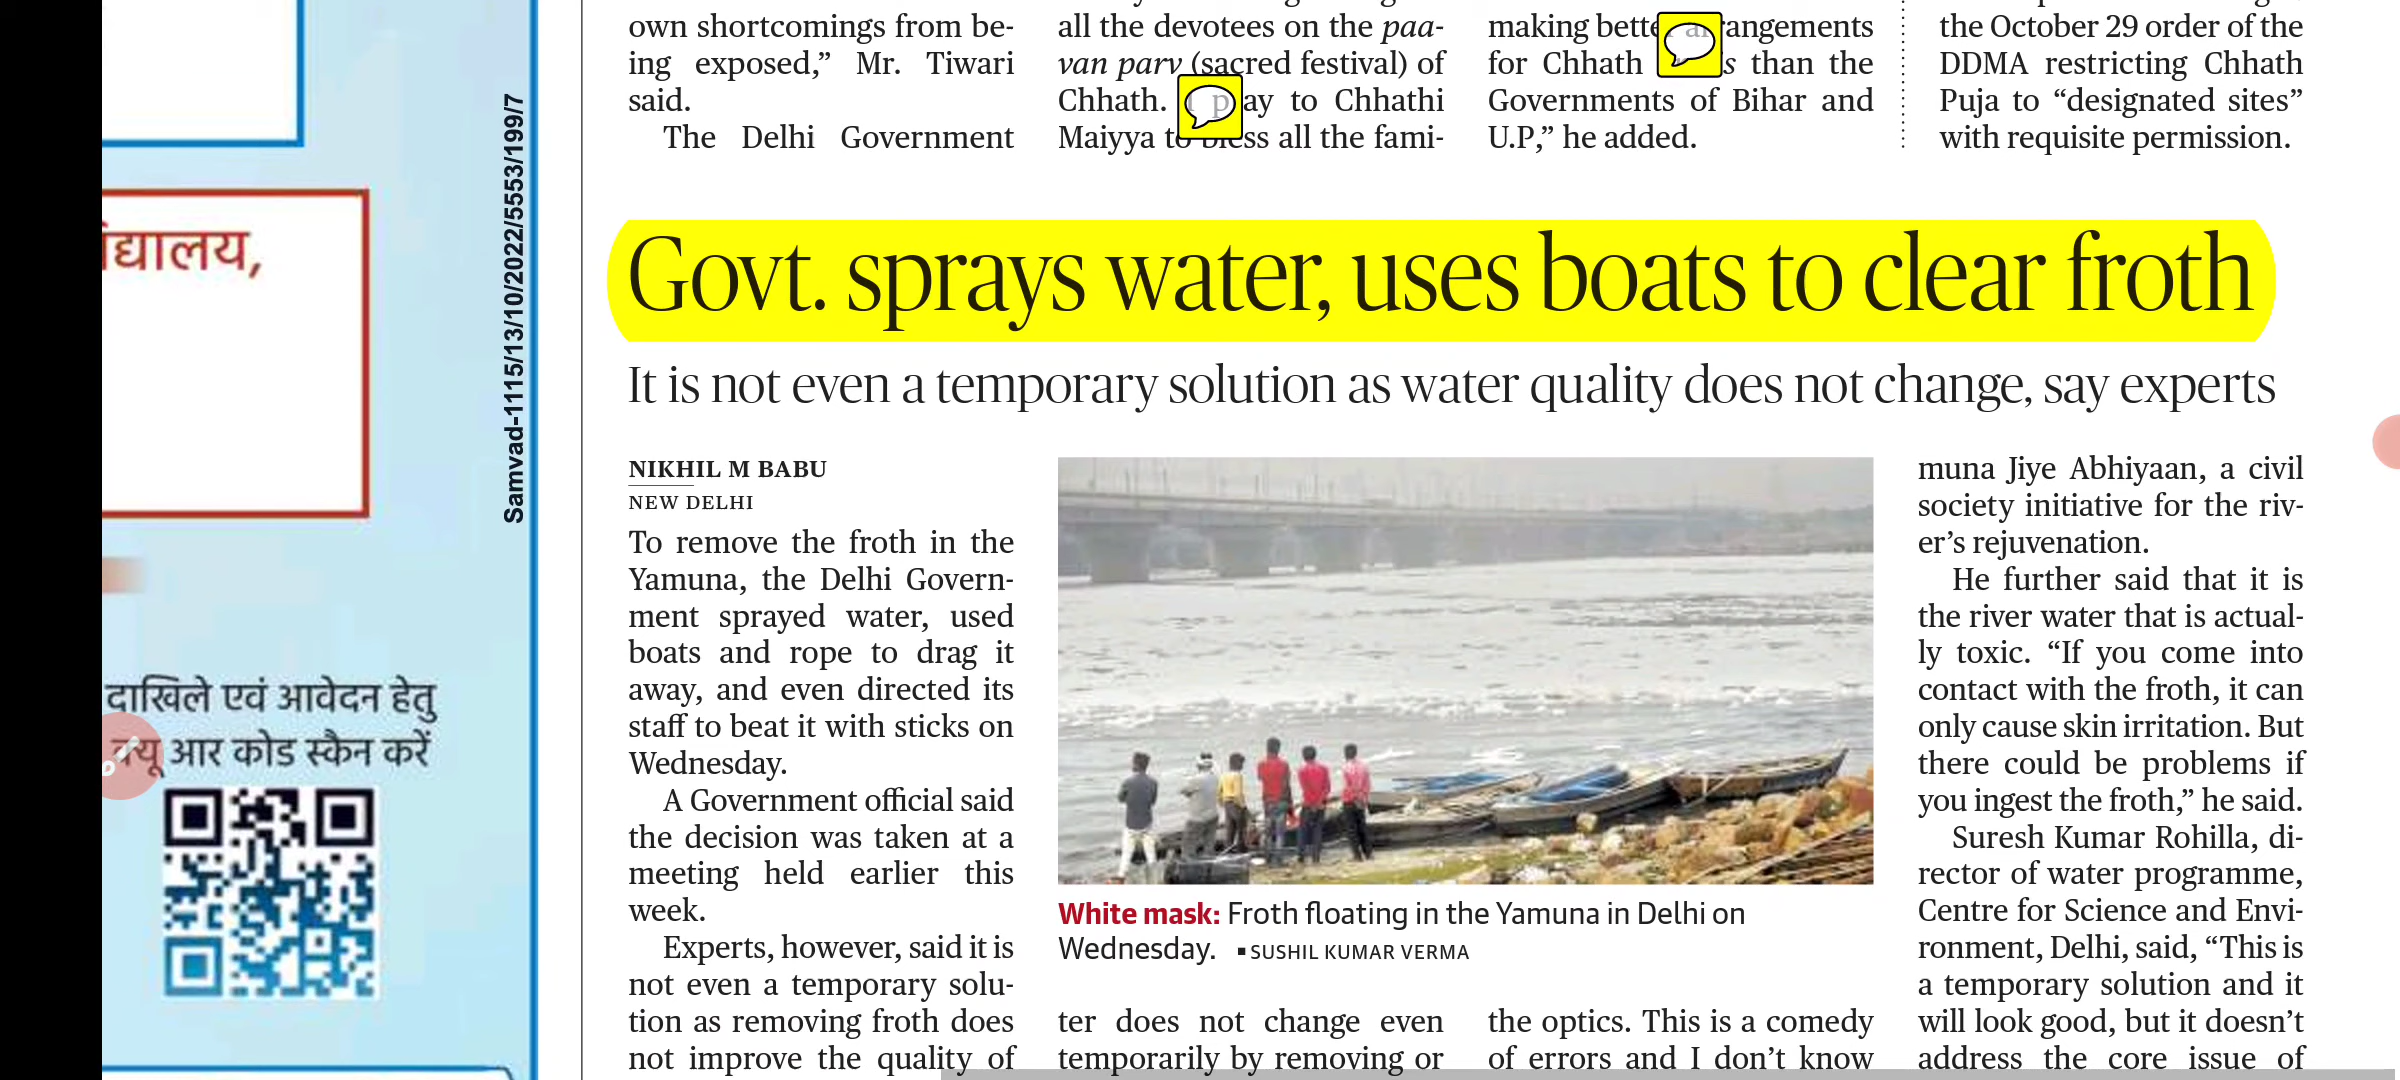 own shortcomings from be-
ing exposed,” Mr. Tiwari
said.
The Delhi Government
all the devotees on the paa-
van parv (sacred festival) of
Chhath. ay to Chhathi
Maiyya to bless all the fami-
making better arrangements
for Chhath than the
Governments of Bihar and
U.P,” he added.
the October 29 order of the
DDMA restricting Chhath
Puja to “designated sites”
with requisite permission.
Samvad-1115/13/10/2022/5553/199/7
द्यालय,
दाखिले एवं आवेदन हेतु
क्यू आर कोड स्कैन करें
Govt. sprays water, uses boats to clear froth
It is not even a temporary solution as water quality does not change, say experts
NIKHIL M BABU
NEW DELHI
To remove the froth in the
Yamuna, the Delhi Govern-
ment sprayed water, used
boats and rope to drag it
away, and even directed its
staff to beat it with sticks on
Wednesday.
A Government official said
the decision was taken at a
meeting held earlier this
week.
Experts, however, said it is
not even a temporary solu-
tion as removing froth does
not improve the quality of
White mask: Froth floating in the Yamuna in Delhi on
Wednesday. ▪ SUSHIL KUMAR VERMA
ter does not change even
temporarily by removing or
the optics. This is a comedy
of errors and I don’t know
muna Jiye Abhiyaan, a civil
society initiative for the riv-
er’s rejuvenation.
He further said that it is
the river water that is actual-
ly toxic. “If you come into
contact with the froth, it can
only cause skin irritation. But
there could be problems if
you ingest the froth,” he said.
Suresh Kumar Rohilla, di-
rector of water programme,
Centre for Science and Envi-
ronment, Delhi, said, “This is
a temporary solution and it
will look good, but it doesn’t
address the core issue of